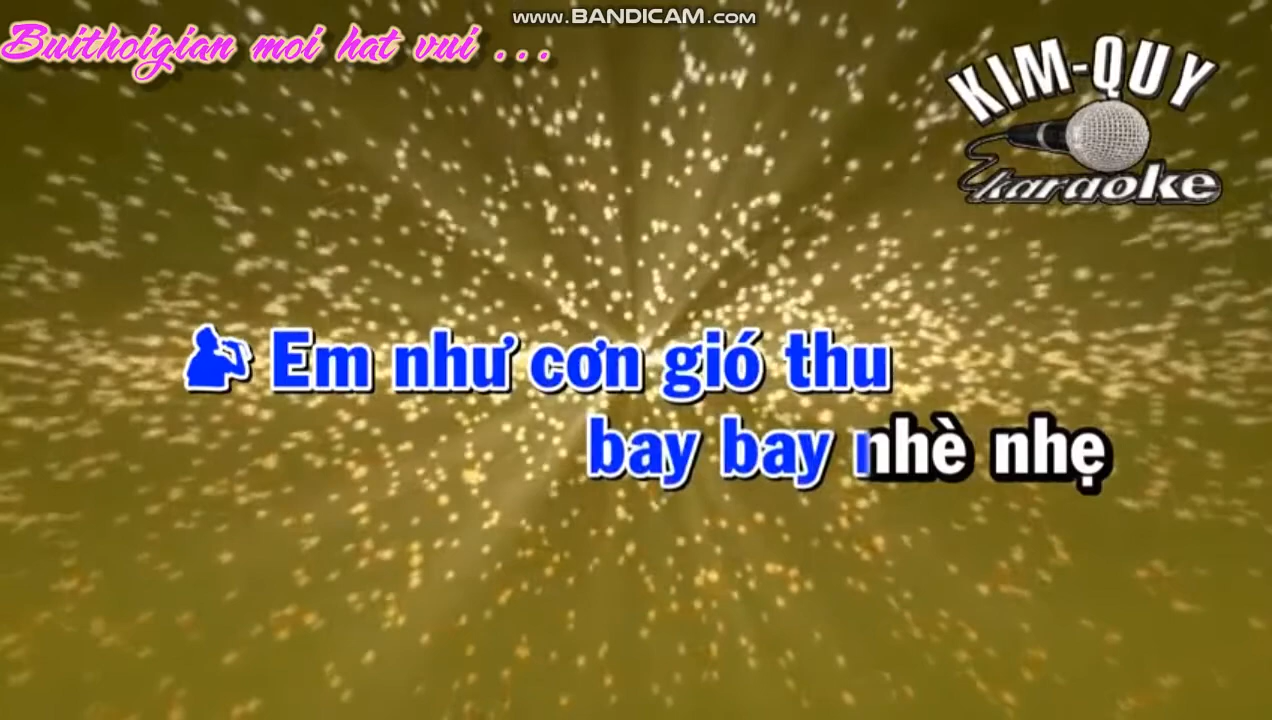 www.BANDICAM.com
Buithoigian moi hat vui ...
KIM-QUY
karaoke
Em như cơn gió thu
bay bay nhè nhẹ